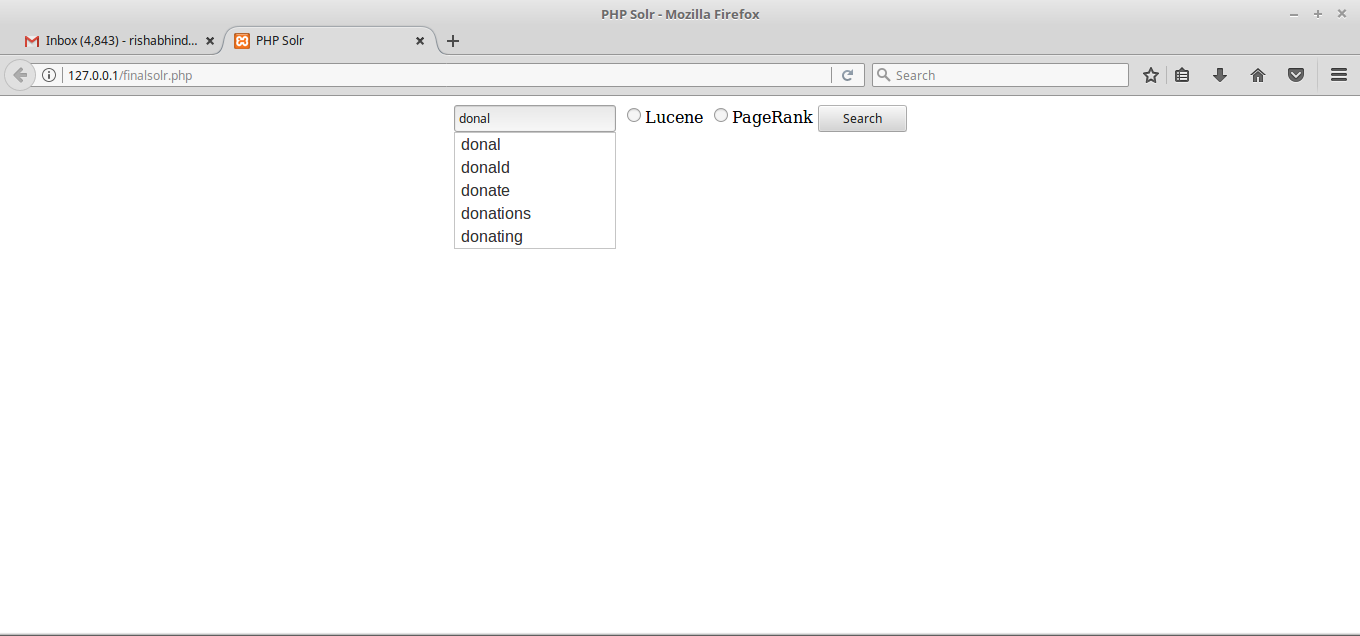 PHP Solr - Mozilla Firefox
Inbox (4,843) - rishabhind... PHP Solr
127.0.0.1/finalsolr.php Search
donal Lucene PageRank Search
donal
donald
donate
donations
donating